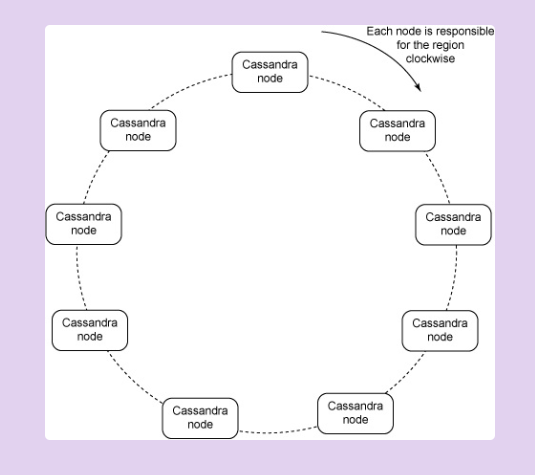 Each node is responsible
for the region
clockwise
Cassandra
node
Cassandra
node
Cassandra
node
Cassandra
node
Cassandra
node
Cassandra
node
Cassandra
node
Cassandra
node
Cassandra
node